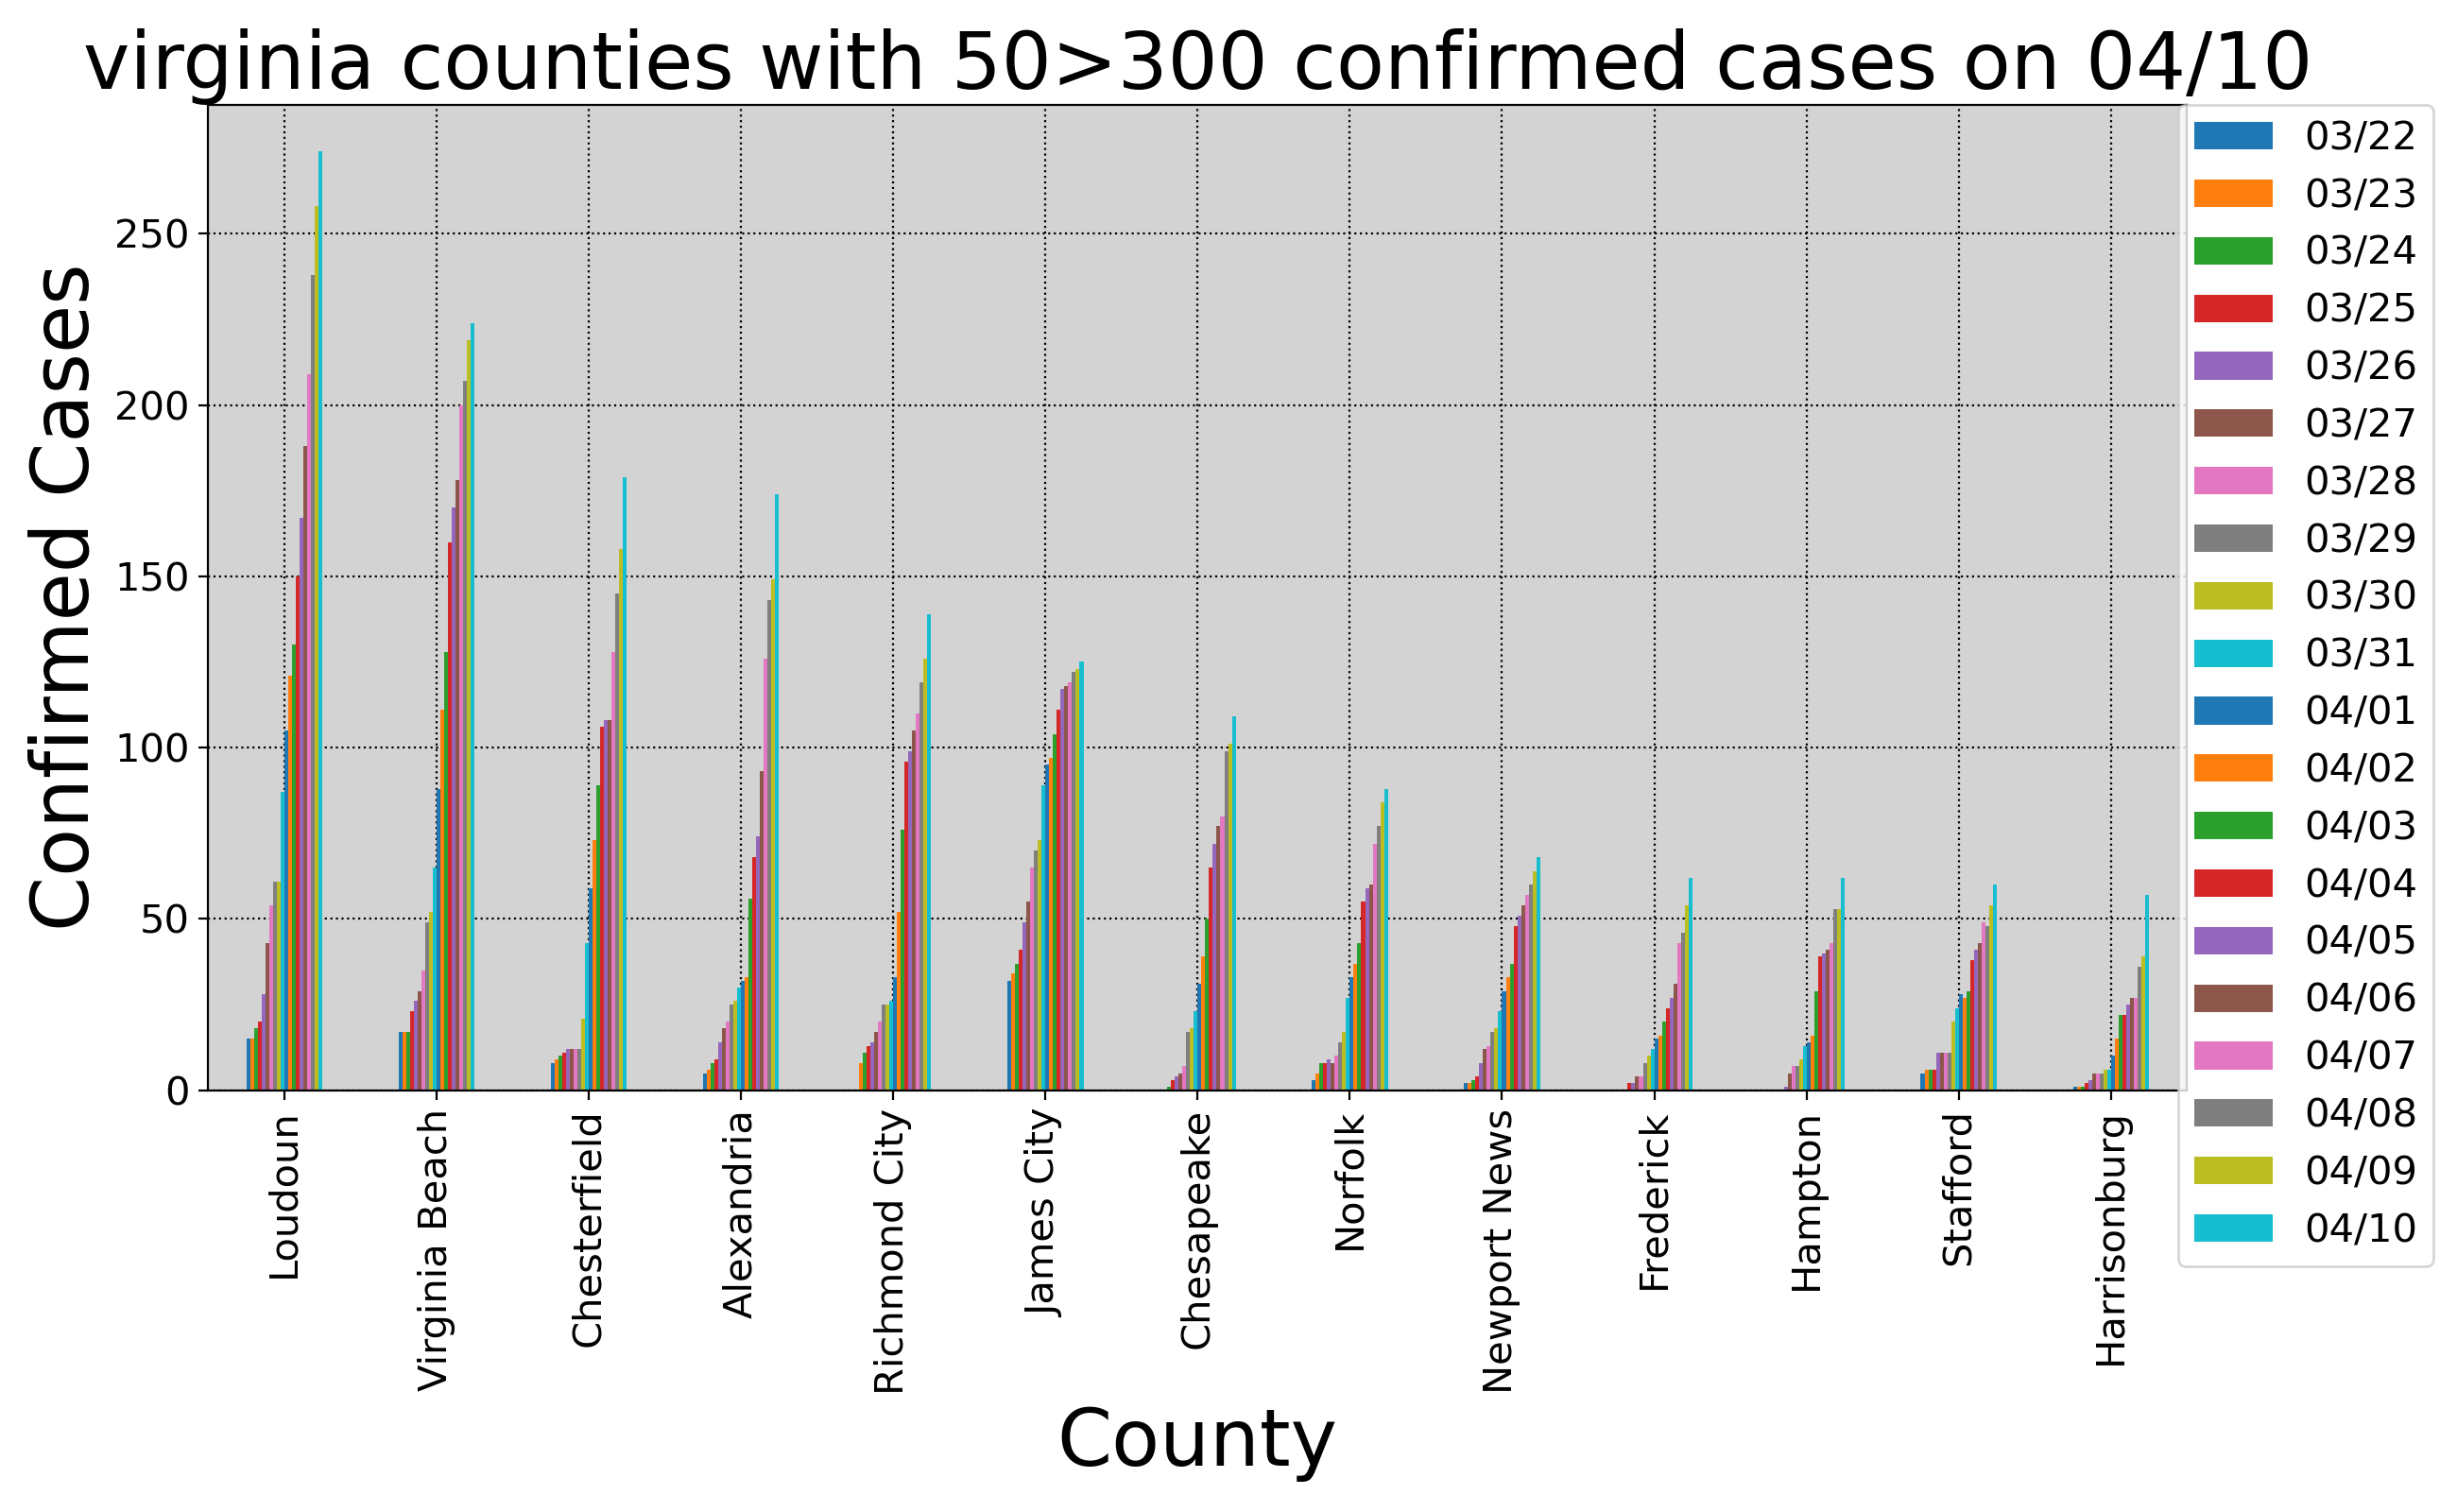 virginia counties with 50>300 confirmed cases on 04/10
Confirmed Cases
250
200
150
100
50
0
Loudoun
Virginia Beach
Chesterfield
Alexandria
Richmond City
James City
Chesapeake
Norfolk
Newport News
Frederick
Hampton
Stafford
Harrisonburg
County
03/22
03/23
03/24
03/25
03/26
03/27
03/28
03/29
03/30
03/31
04/01
04/02
04/03
04/04
04/05
04/06
04/07
04/08
04/09
04/10